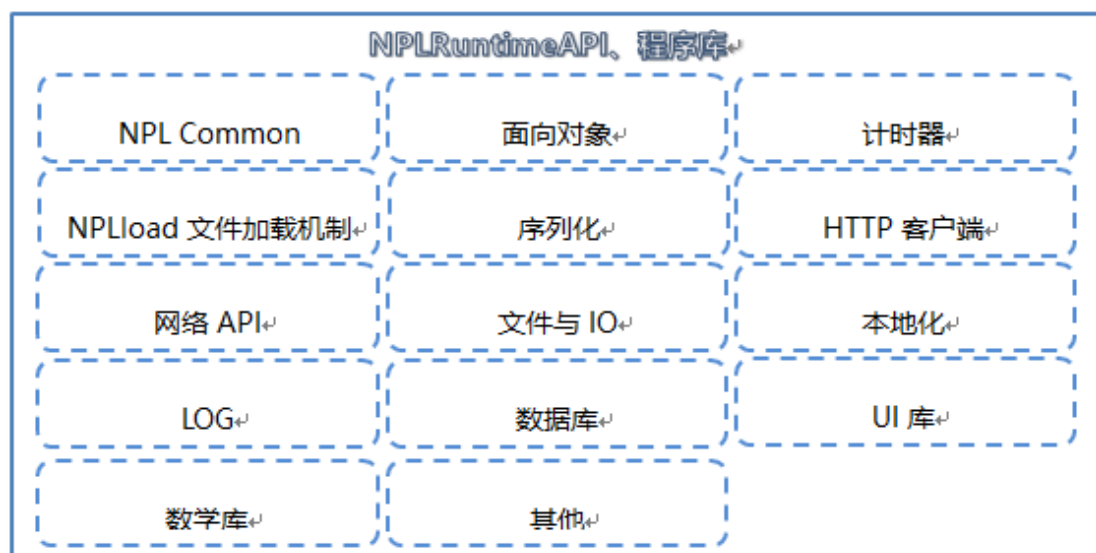 NPLRuntimeAPI、程序库
NPL Common
面向对象
计时器
NPLload 文件加载机制
序列化
HTTP 客户端
网络 API
文件与 IO
本地化
LOG
数据库
UI 库
数学库
其他